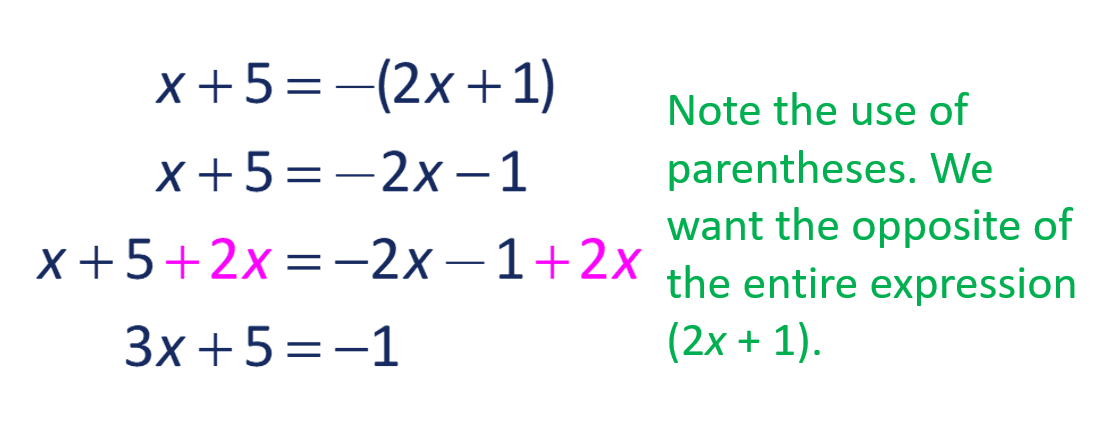 x + 5 = −(2x + 1)
x + 5 = −2x − 1
x + 5 + 2x = −2x − 1 + 2x
3x + 5 = −1
Note the use of
parentheses. We
want the opposite of
the entire expression
(2x + 1).